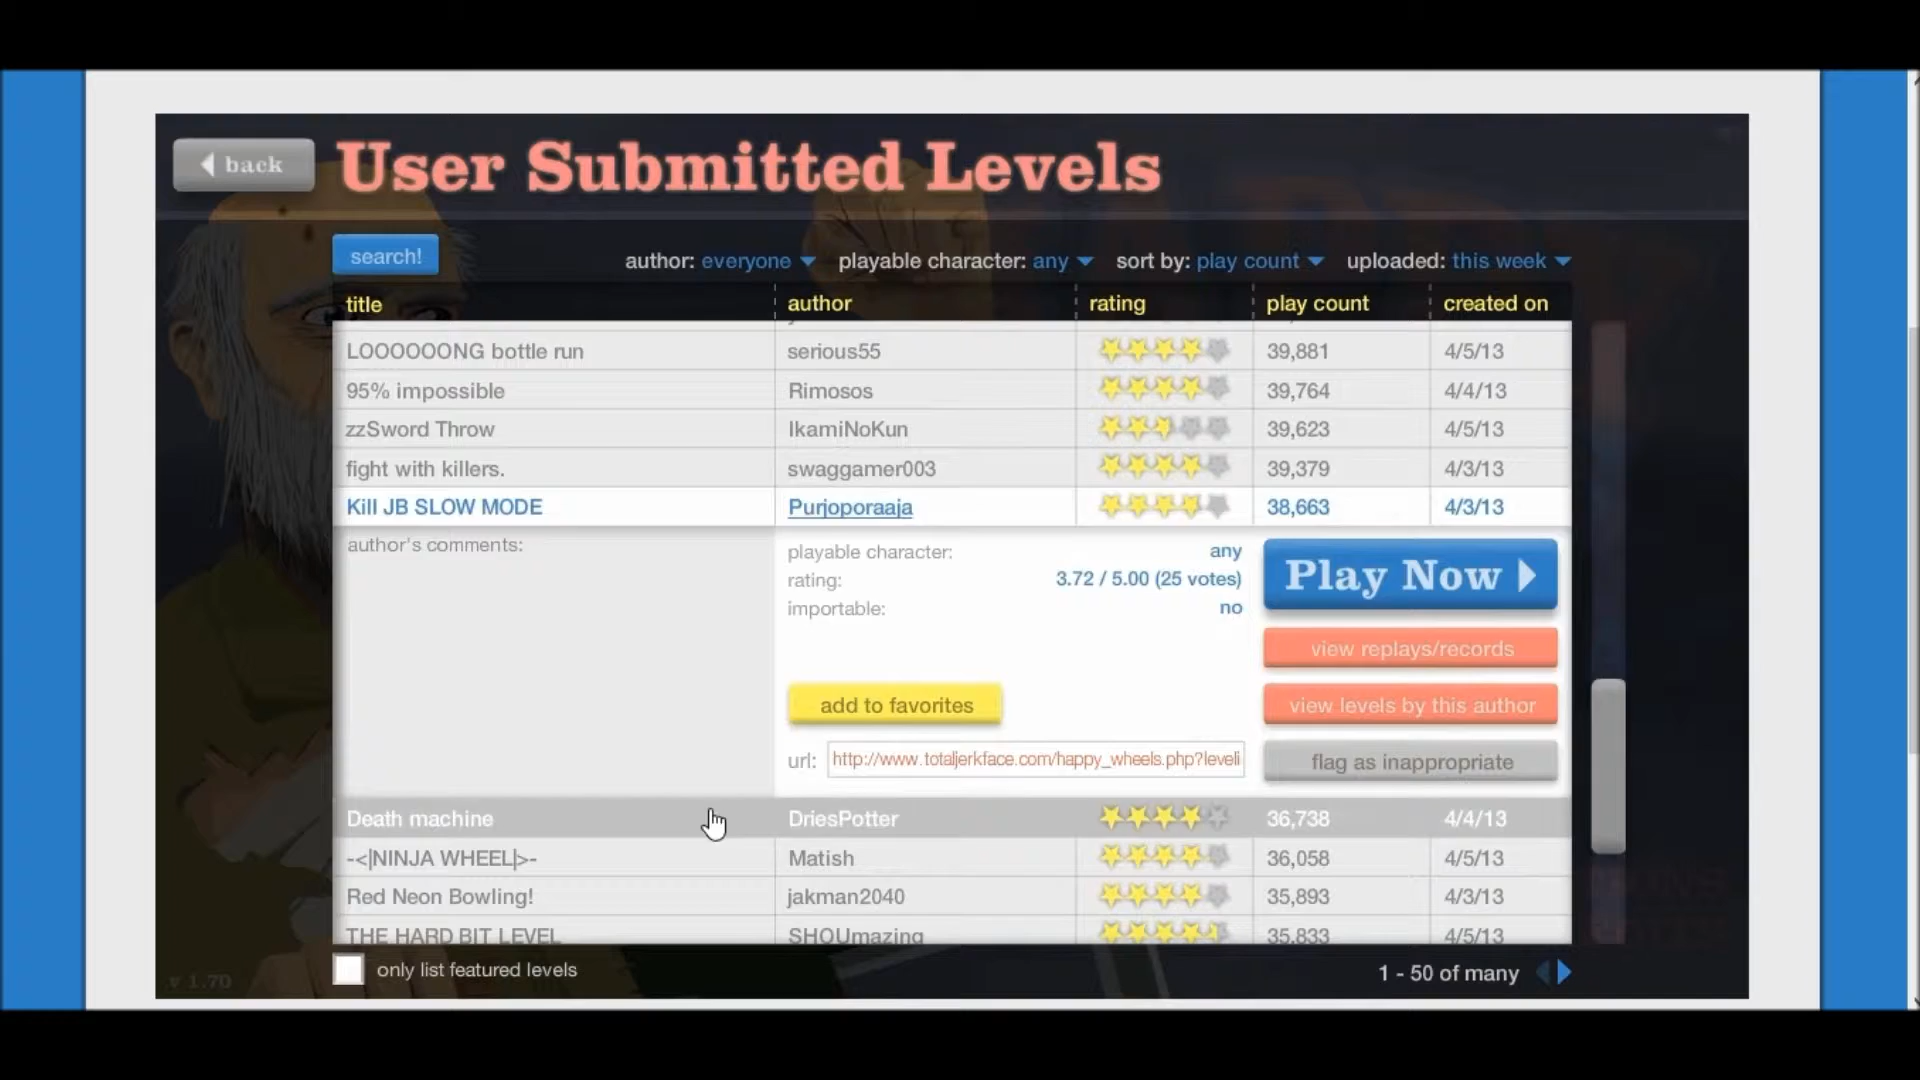 back
User Submitted Levels
search!
author: everyone
playable character: any
sort by: play count
uploaded: this week
title author rating play count created on
LOOOOOONG bottle run serious55 39,881 4/5/13
95% impossible Rimosos 39,764 4/4/13
zzSword Throw IkamiNoKun 39,623 4/5/13
fight with killers. swaggamer003 39,379 4/3/13
Kill JB SLOW MODE Purjoporaaja 38,663 4/3/13
author's comments:
playable character: any
rating: 3.72 / 5.00 (25 votes)
importable: no
Play Now
view replays/records
add to favorites
view levels by this author
url: http://www.totaljerkface.com/happy_wheels.php?leveli
flag as inappropriate
Death machine DriesPotter 36,738 4/4/13
-<|NINJA WHEEL|>- Matish 36,058 4/5/13
Red Neon Bowling! jakman2040 35,893 4/3/13
THE HARD BIT LEVEL SHOUmazing 35,833 4/5/13
only list featured levels
1 - 50 of many
v 1.70